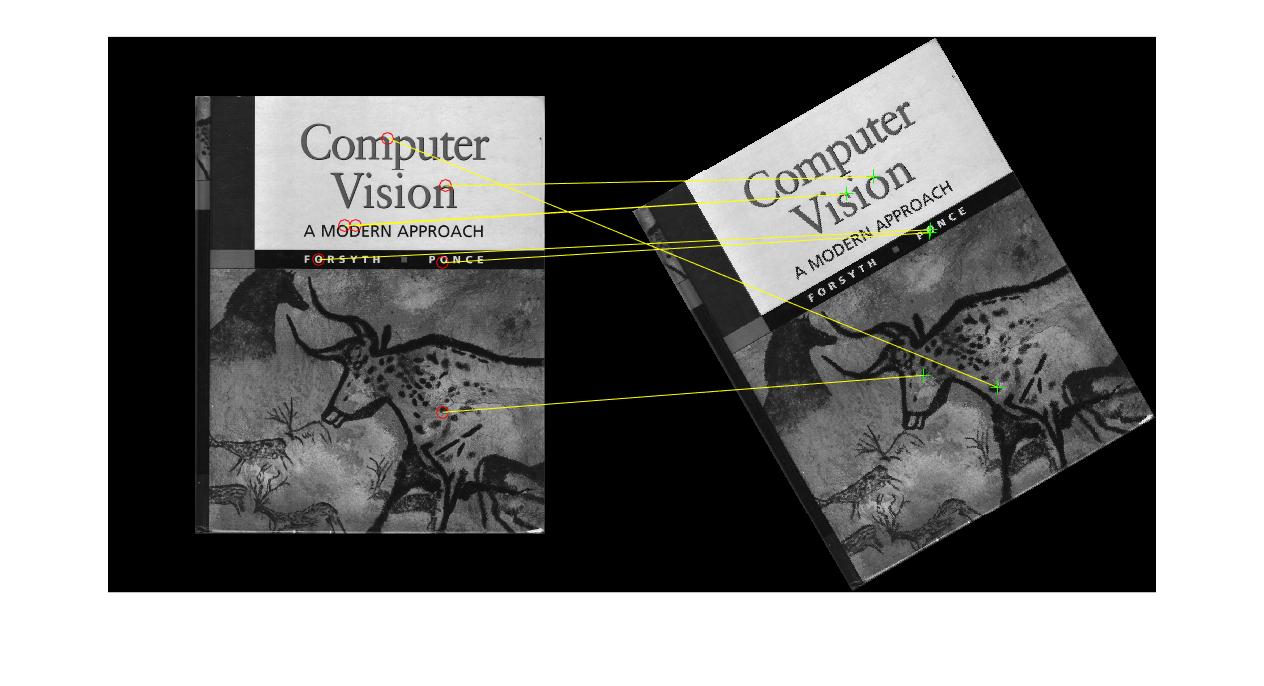 Computer
Vision
A MODERN APPROACH
FORSYTH ■ PONCE
Computer
Vision
A MODERN APPROACH
FORSYTH ■ PONCE